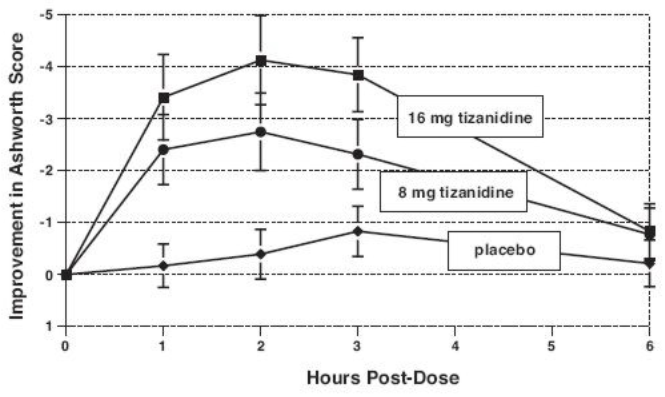 Improvement in Ashworth Score
-5
-4
-3
-2
-1
0
1
16 mg tizanidine
8 mg tizanidine
placebo
0 1 2 3 4 5 6
Hours Post-Dose